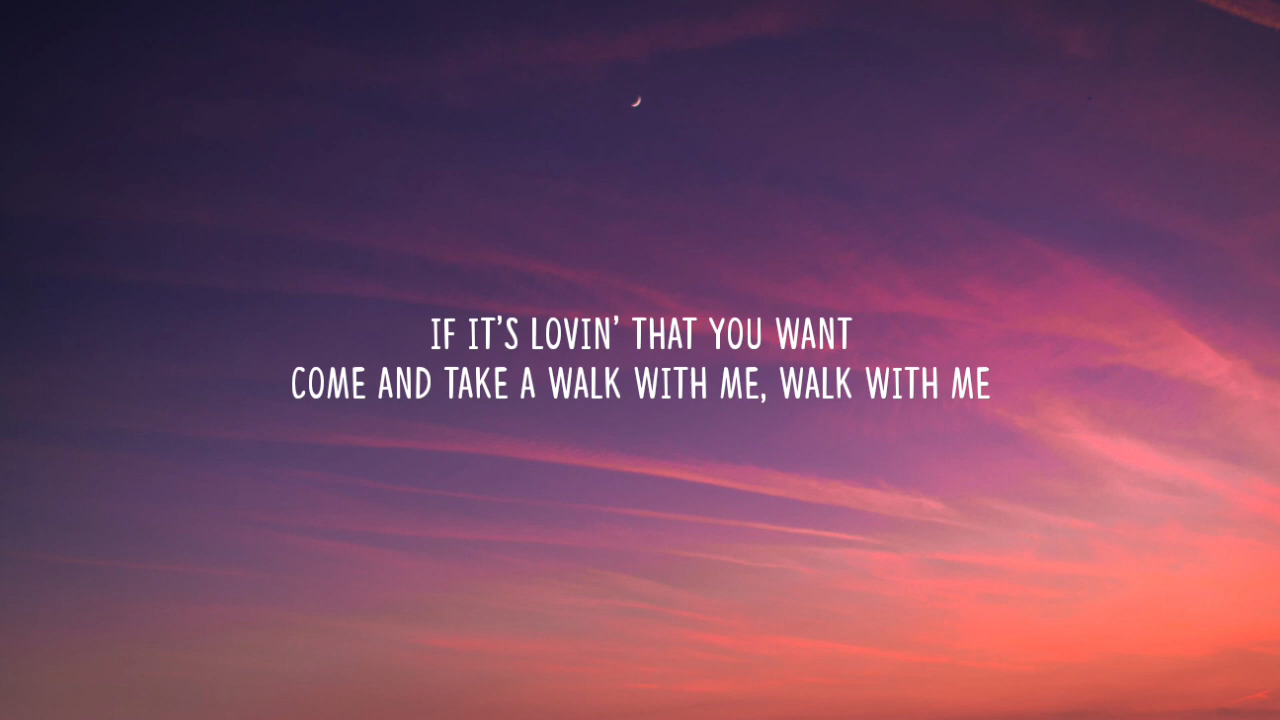 IF IT’S LOVIN’ THAT YOU WANT
COME AND TAKE A WALK WITH ME, WALK WITH ME